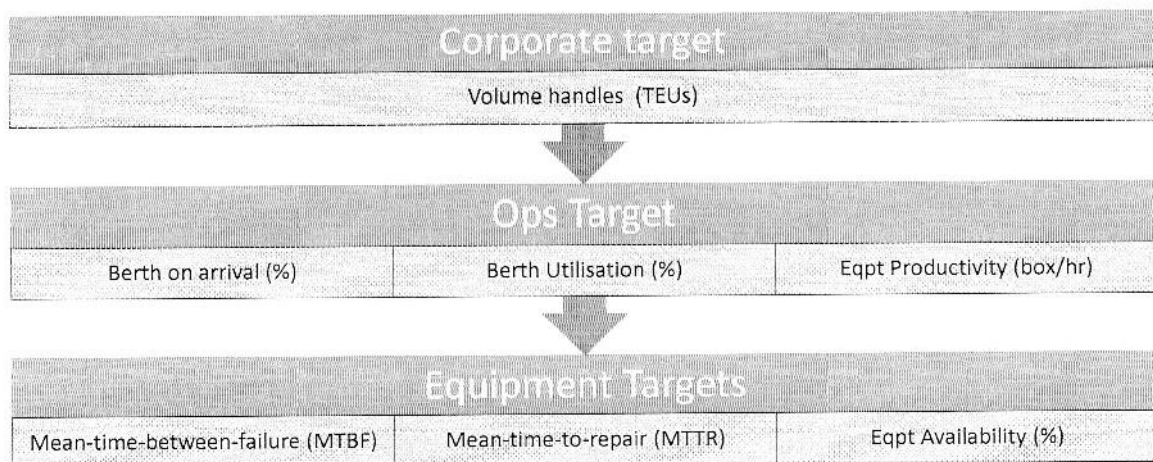 Corporate target
Volume handles (TEUs)
Ops Target
Berth on arrival (%)
Berth Utilisation (%)
Eqpt Productivity (box/hr)
Equipment Targets
Mean-time-between-failure (MTBF)
Mean-time-to-repair (MTTR)
Eqpt Availability (%)